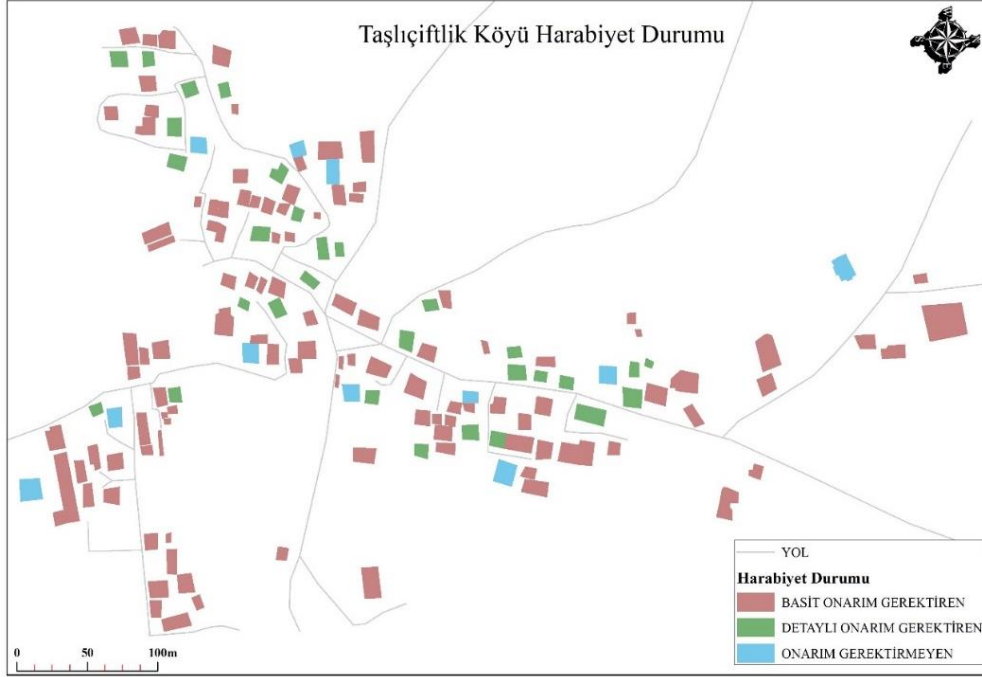 Taşlıçiftlik Köyü Harabiyet Durumu
YOL
Harabiyet Durumu
BASİT ONARIM GEREKTİREN
DETAYLI ONARIM GEREKTİREN
ONARIM GEREKTİRMEYEN
0 50 100m